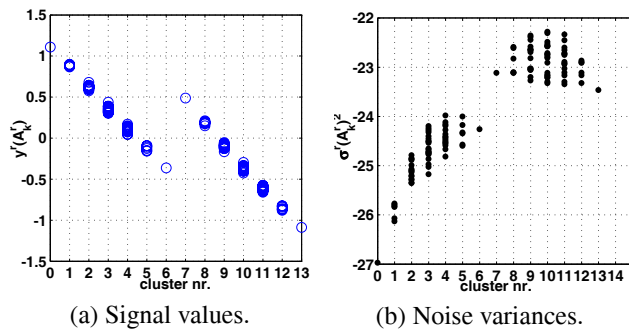 1.5
1
0.5
0
-0.5
-1
-1.5
y^r(A_k^r)
0 1 2 3 4 5 6 7 8 9 10 11 12 13
cluster nr.
(a) Signal values.
-22
-23
-24
-25
-26
-27
σ^r(A_k^r)^2
0 1 2 3 4 5 6 7 8 9 10 11 12 13 14
cluster nr.
(b) Noise variances.